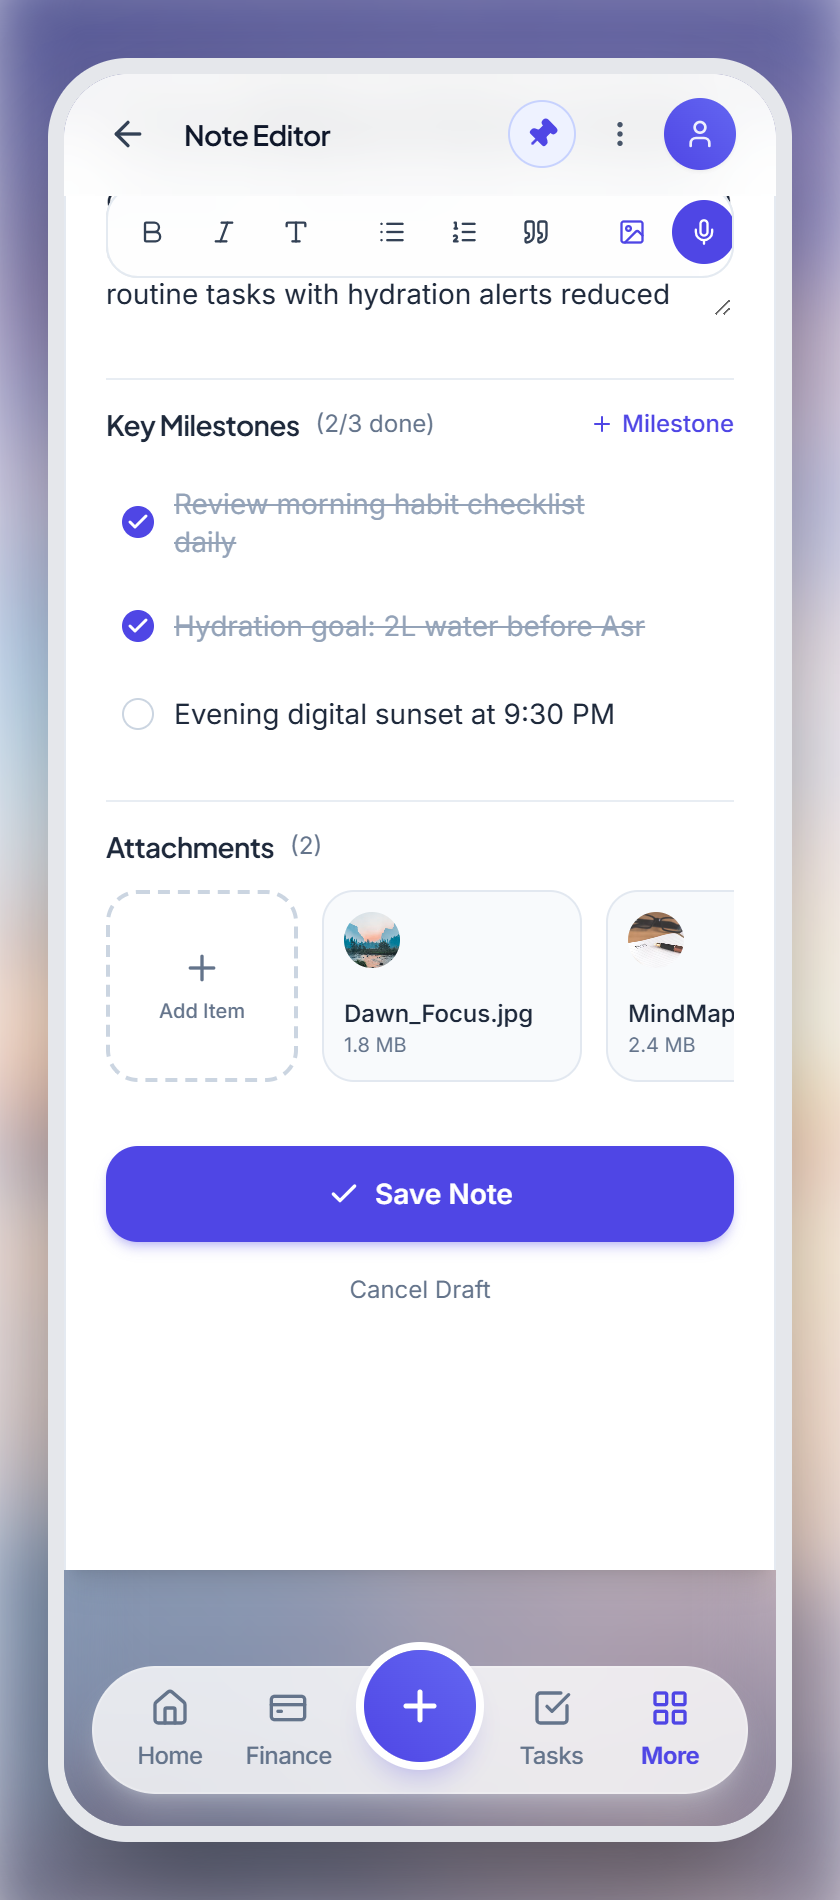 Note Editor
routine tasks with hydration alerts reduced
Key Milestones (2/3 done) + Milestone
Review morning habit checklist
daily
Hydration goal: 2L water before Asr
Evening digital sunset at 9:30 PM
Attachments (2)
Add Item
Dawn_Focus.jpg
1.8 MB
MindMap
2.4 MB
Save Note
Cancel Draft
Home
Finance
Tasks
More